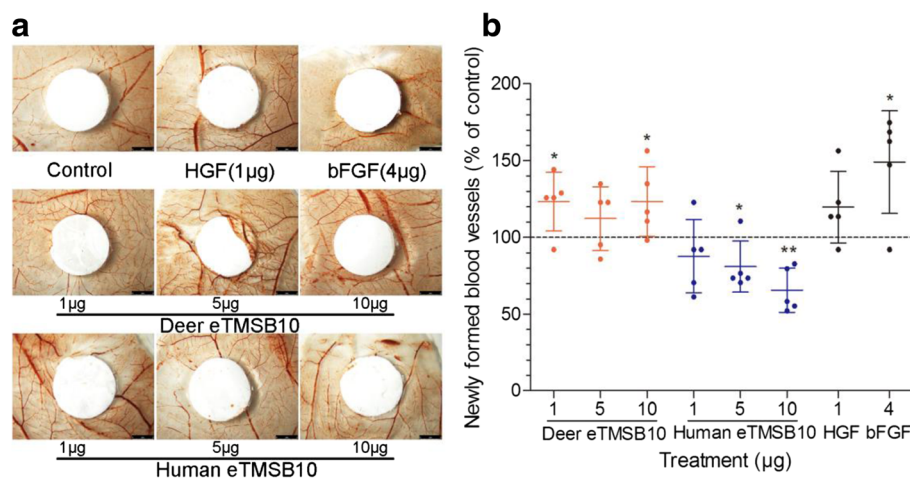 a
Control HGF(1µg) bFGF(4µg)
1µg 5µg 10µg
Deer eTMSB10
1µg 5µg 10µg
Human eTMSB10
b
Newly formed blood vessels (% of control)
200
150
100
50
0
* * * ** *
1 5 10 1 5 10 1 4
Deer eTMSB10 Human eTMSB10 HGF bFGF
Treatment (µg)